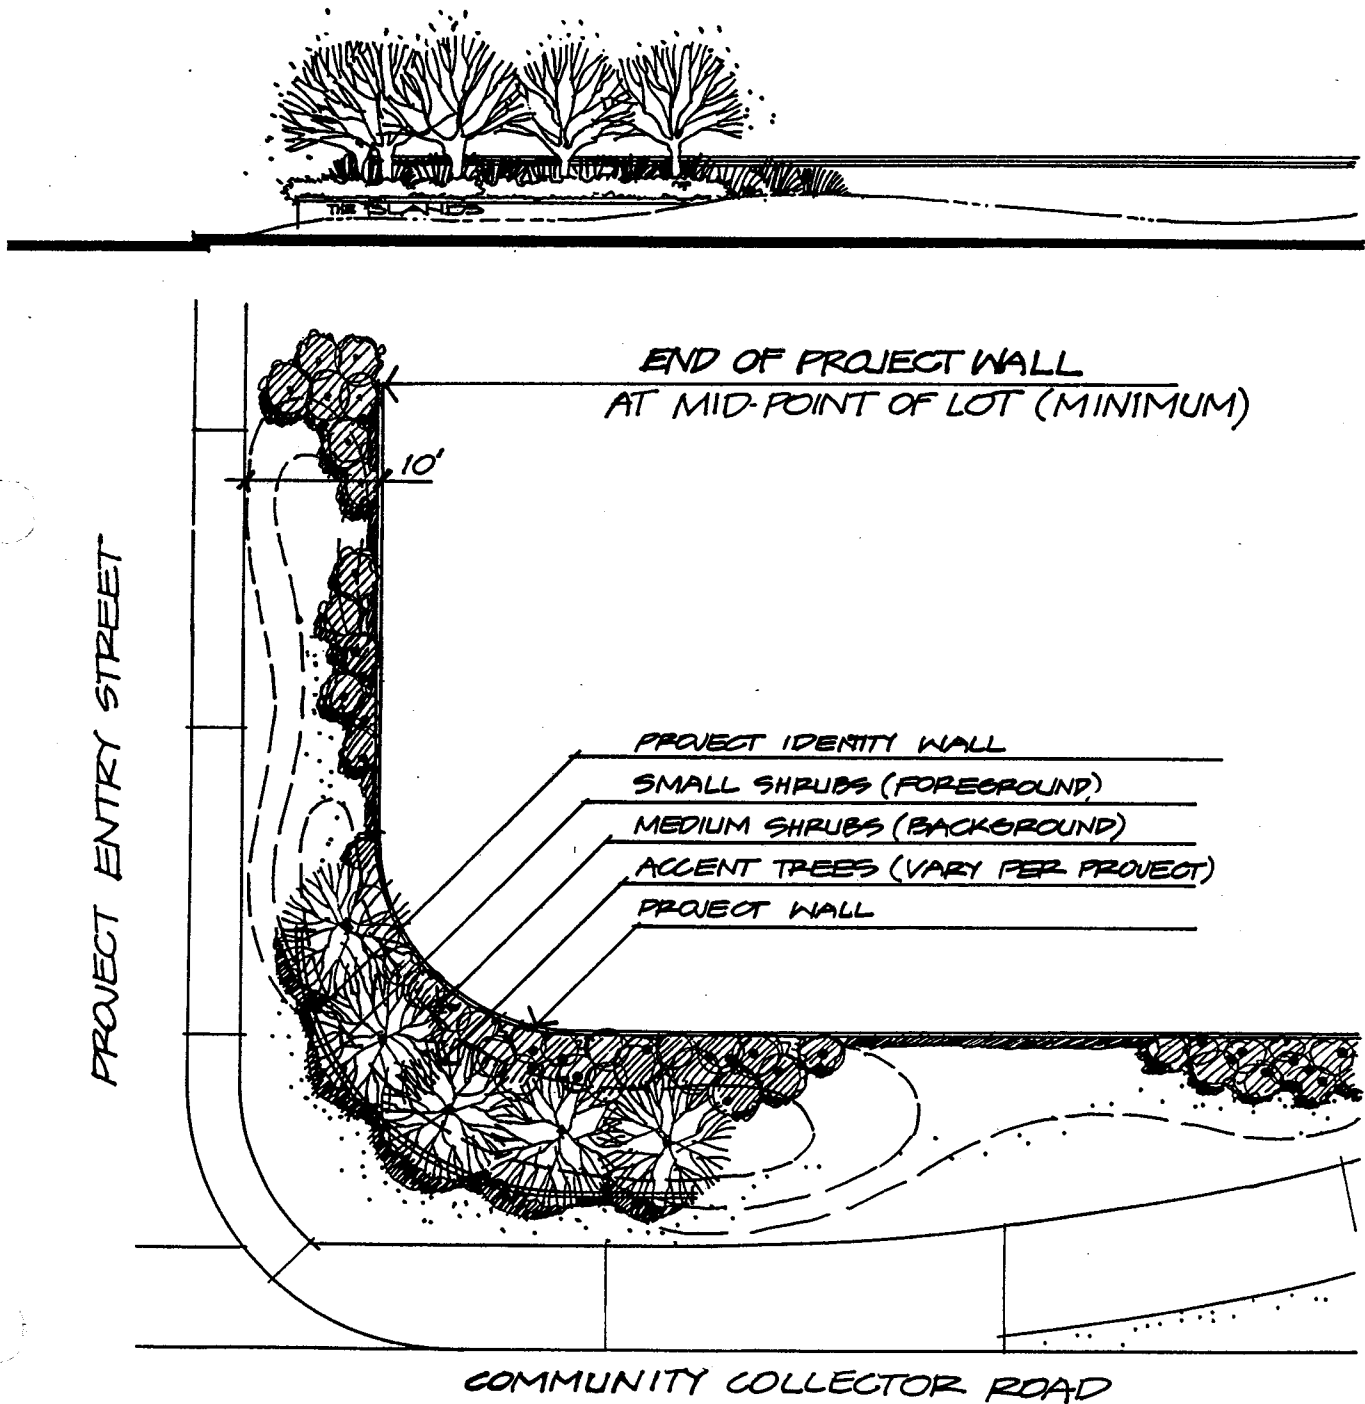 THE ISLANDS
END OF PROJECT WALL
AT MID-POINT OF LOT (MINIMUM)
10'
PROJECT ENTRY STREET
PROJECT IDENTITY WALL
SMALL SHRUBS (FOREGROUND)
MEDIUM SHRUBS (BACKGROUND)
ACCENT TREES (VARY PER PROJECT)
PROJECT WALL
COMMUNITY COLLECTOR ROAD